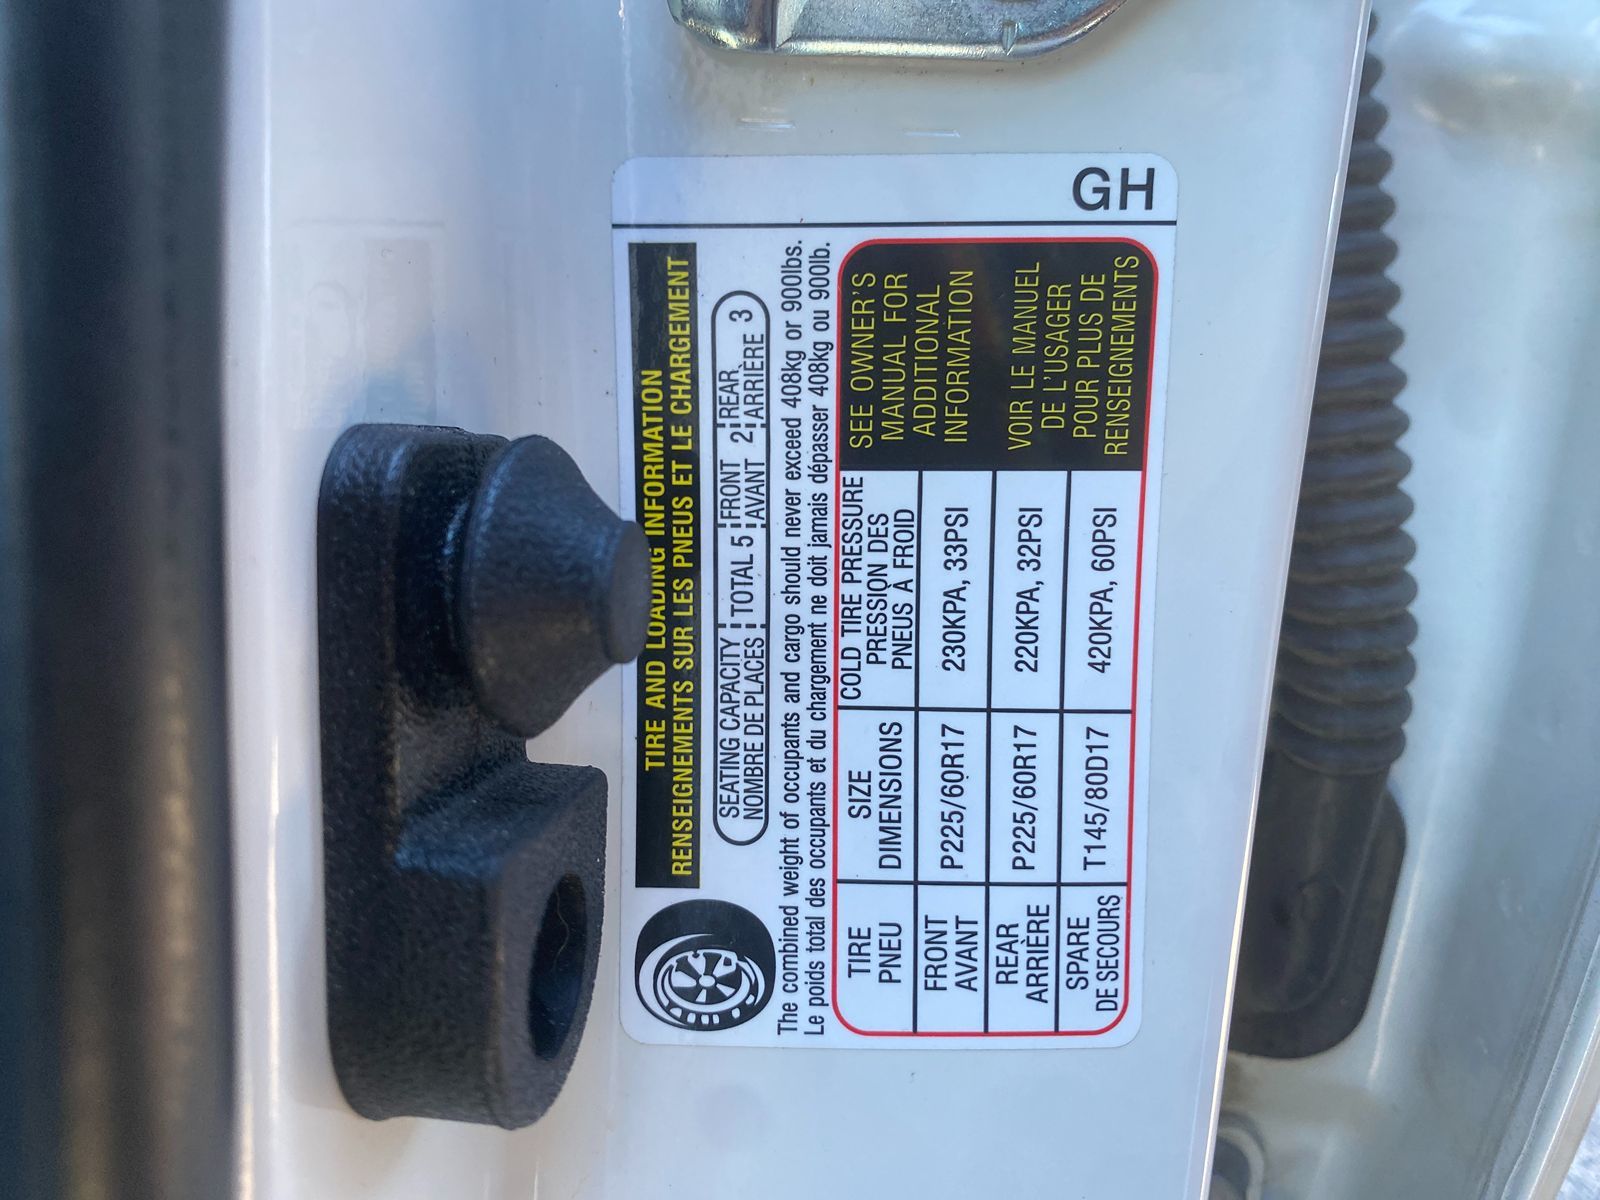 TIRE AND LOADING INFORMATION
RENSEIGNEMENTS SUR LES PNEUS ET LE CHARGEMENT
SEATING CAPACITY TOTAL 5 FRONT 2 REAR 3
NOMBRE DE PLACES AVANT ARRIÈRE
The combined weight of occupants and cargo should never exceed 408kg or 900lbs.
Le poids total des occupants et du chargement ne doit jamais dépasser 408kg ou 900lb.
TIRE SIZE COLD TIRE PRESSURE
PNEU DIMENSIONS PRESSION DES
PNEUS À FROID
FRONT P225/60R17 230KPA, 33PSI
AVANT
REAR P225/60R17 220KPA, 32PSI
ARRIÈRE
SPARE T145/80D17 420KPA, 60PSI
DE SECOURS
SEE OWNER'S
MANUAL FOR
ADDITIONAL
INFORMATION
VOIR LE MANUEL
DE L'USAGER
POUR PLUS DE
RENSEIGNEMENTS
GH